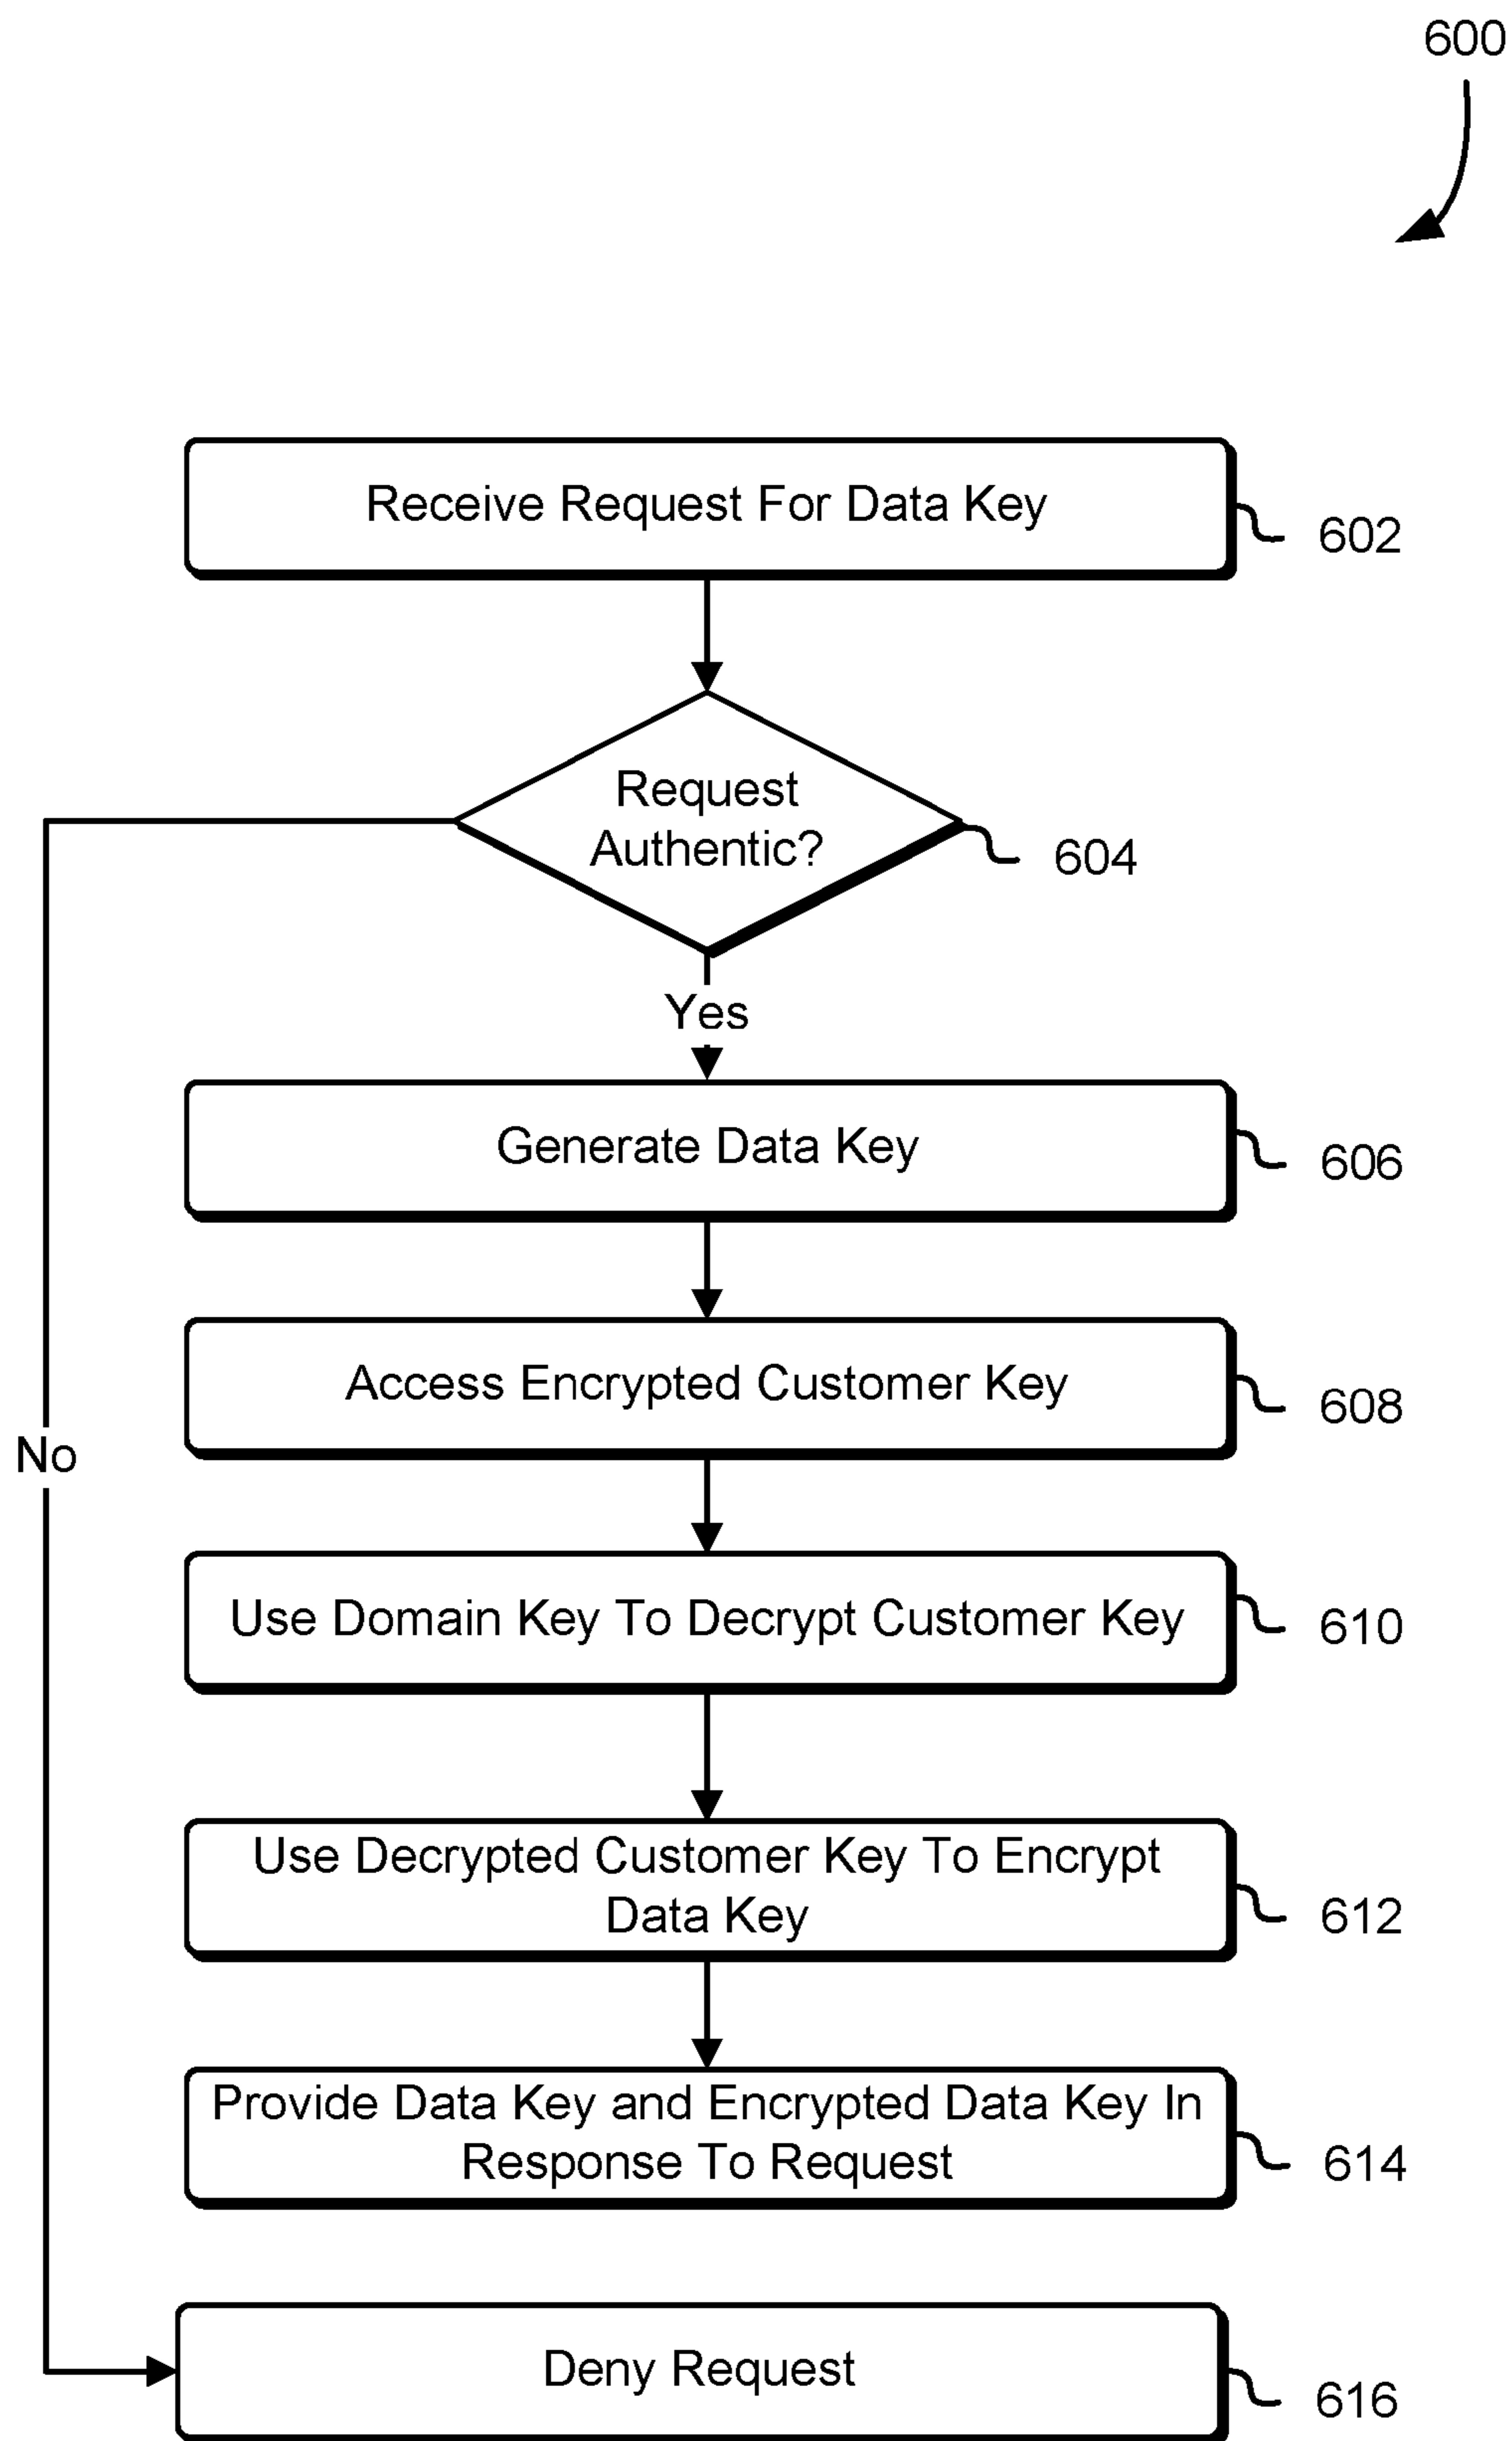 600
Receive Request For Data Key
602
Request
Authentic?
604
Yes
Generate Data Key
606
Access Encrypted Customer Key
608
No
Use Domain Key To Decrypt Customer Key
610
Use Decrypted Customer Key To Encrypt
Data Key
612
Provide Data Key and Encrypted Data Key In
Response To Request
614
Deny Request
616